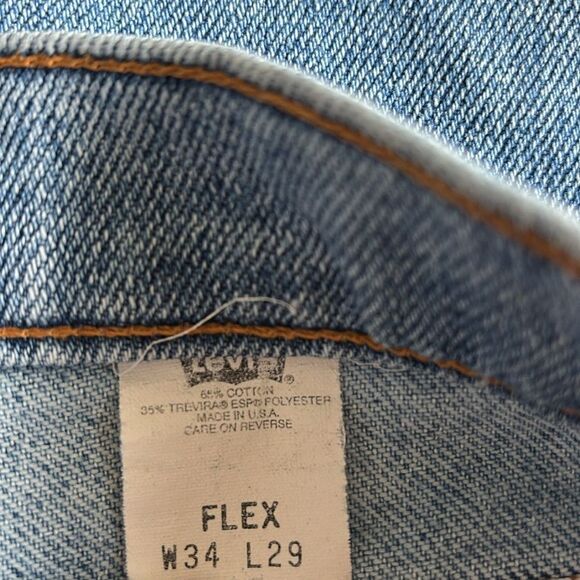 Levi's®
65% COTTON
35% TREVIRA® ESP® POLYESTER
MADE IN U.S.A.
CARE ON REVERSE
FLEX
W34 L29